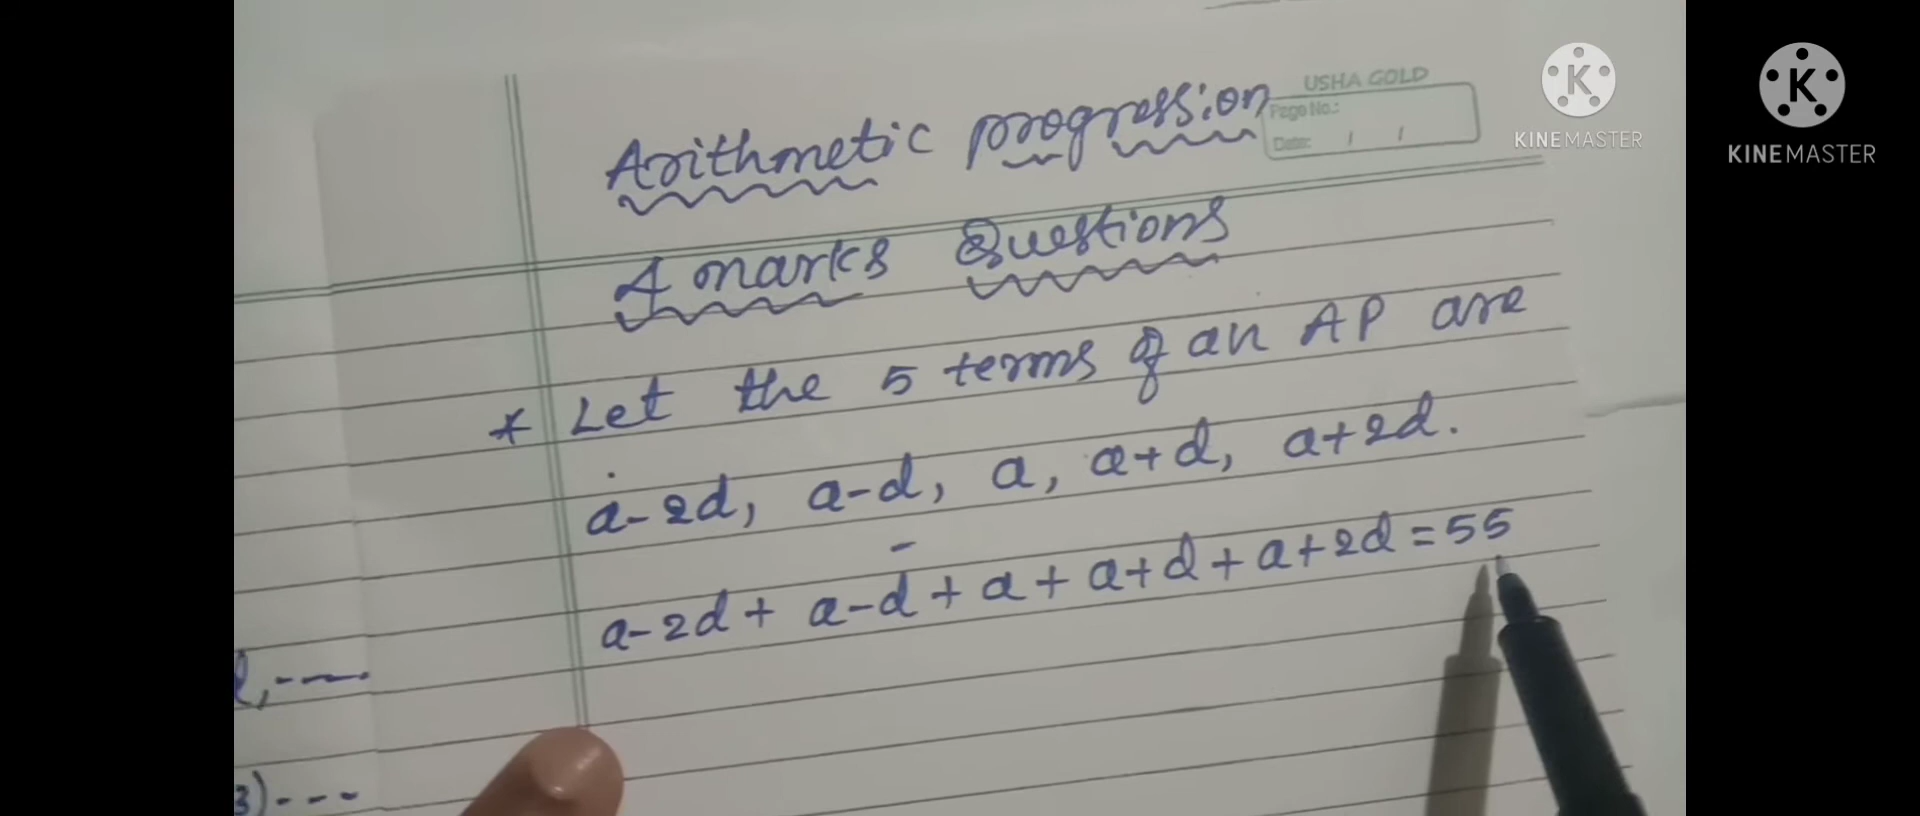 USHA GOLD
Page No.:
Date: / /
KINEMASTER
KINEMASTER
Arithmetic progression
4 marks Questions
* Let the 5 terms of an AP are
a-2d, a-d, a, a+d, a+2d.
a-2d + a-d + a + a+d + a+2d = 55
3)---